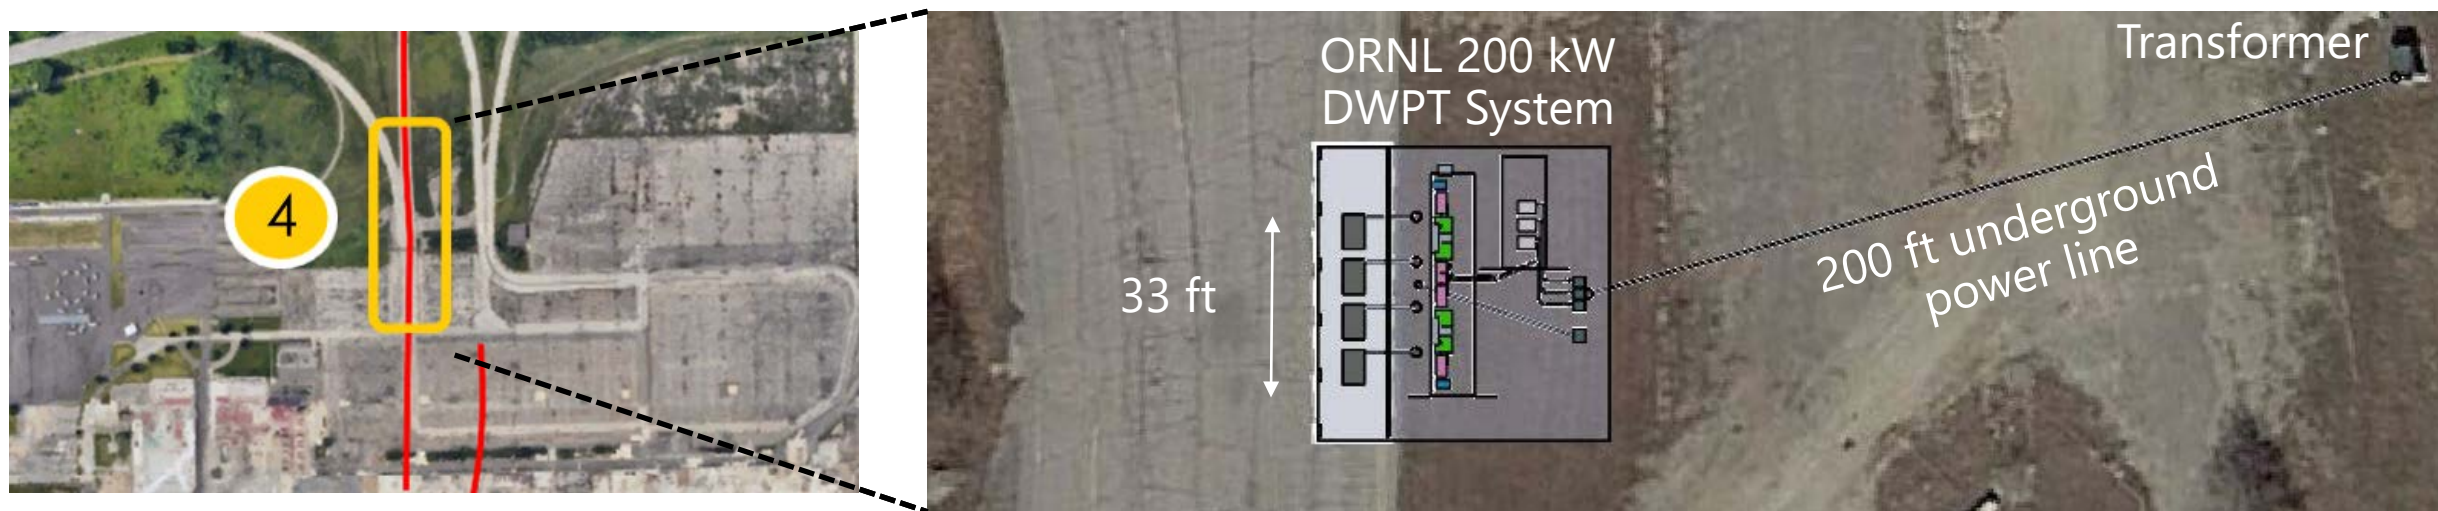 4
ORNL 200 kW
DWPT System
Transformer
33 ft
200 ft underground
power line